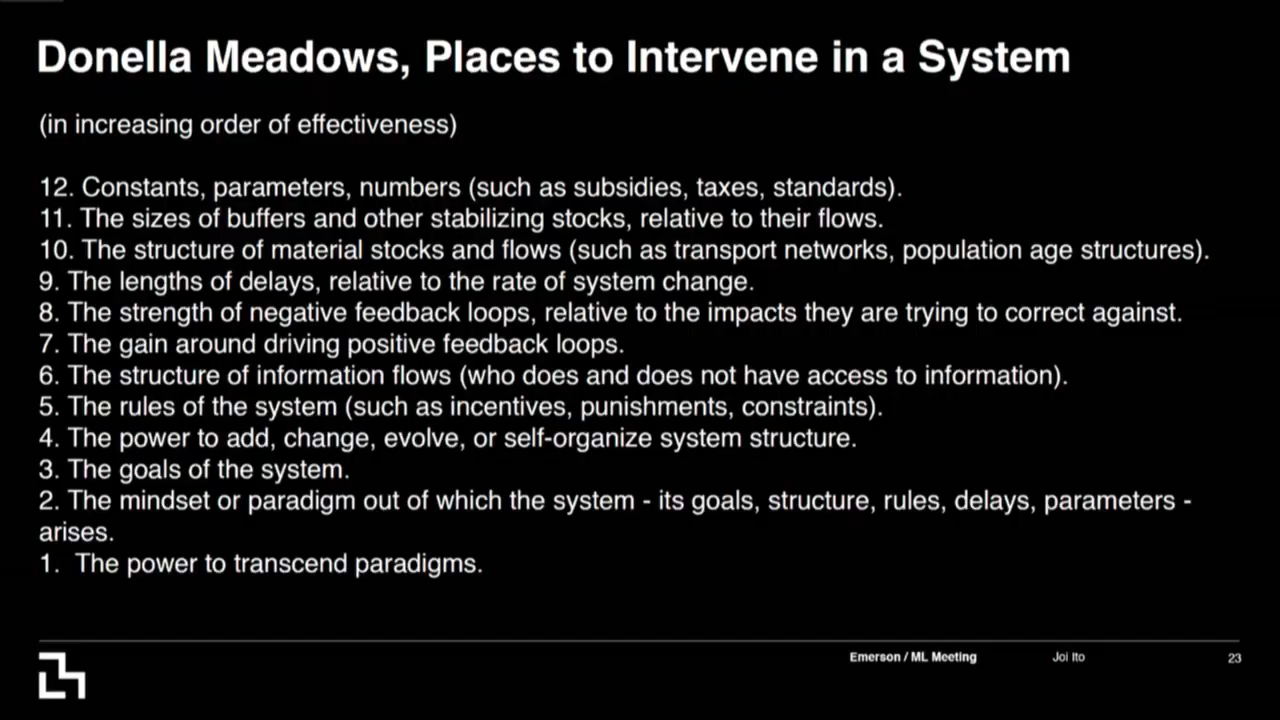 Donella Meadows, Places to Intervene in a System
(in increasing order of effectiveness)
12. Constants, parameters, numbers (such as subsidies, taxes, standards).
11. The sizes of buffers and other stabilizing stocks, relative to their flows.
10. The structure of material stocks and flows (such as transport networks, population age structures).
9. The lengths of delays, relative to the rate of system change.
8. The strength of negative feedback loops, relative to the impacts they are trying to correct against.
7. The gain around driving positive feedback loops.
6. The structure of information flows (who does and does not have access to information).
5. The rules of the system (such as incentives, punishments, constraints).
4. The power to add, change, evolve, or self-organize system structure.
3. The goals of the system.
2. The mindset or paradigm out of which the system - its goals, structure, rules, delays, parameters -
arises.
1. The power to transcend paradigms.
Emerson / ML Meeting Joi Ito 23